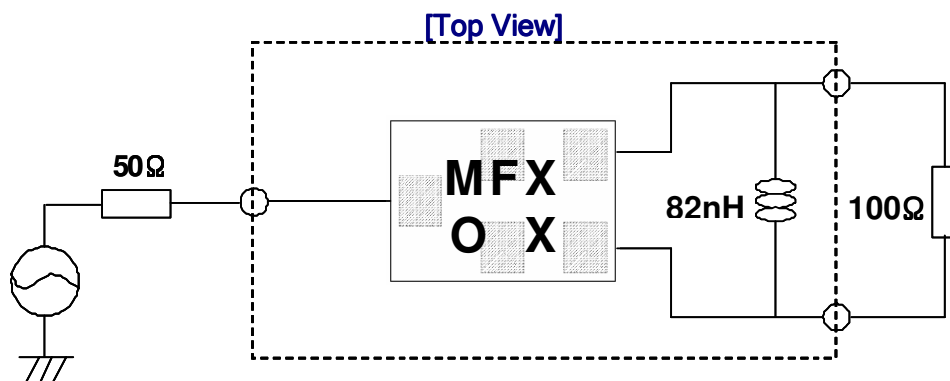 [Top View]
50Ω
MFX
O X
82nH
100Ω